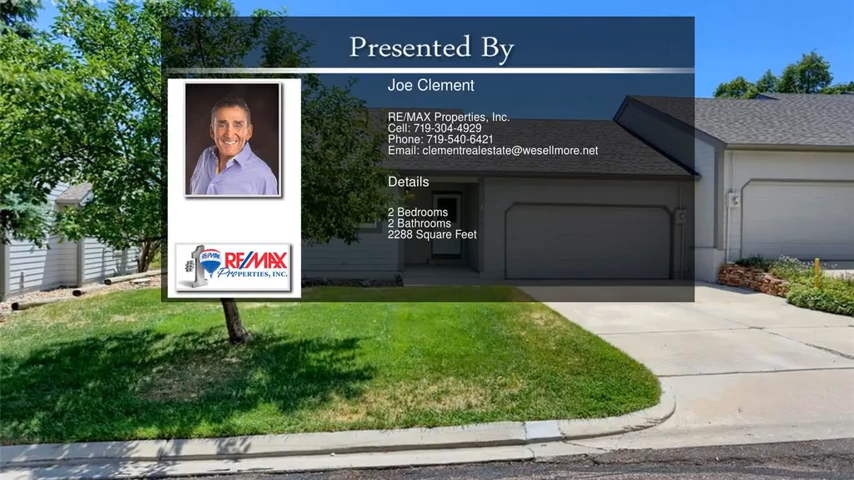 Presented By
Joe Clement
RE/MAX Properties, Inc.
Cell: 719-304-4929
Phone: 719-540-6421
Email: clementrealestate@wesellmore.net
Details
2 Bedrooms
2 Bathrooms
2288 Square Feet
RE/MAX
PROPERTIES, INC.